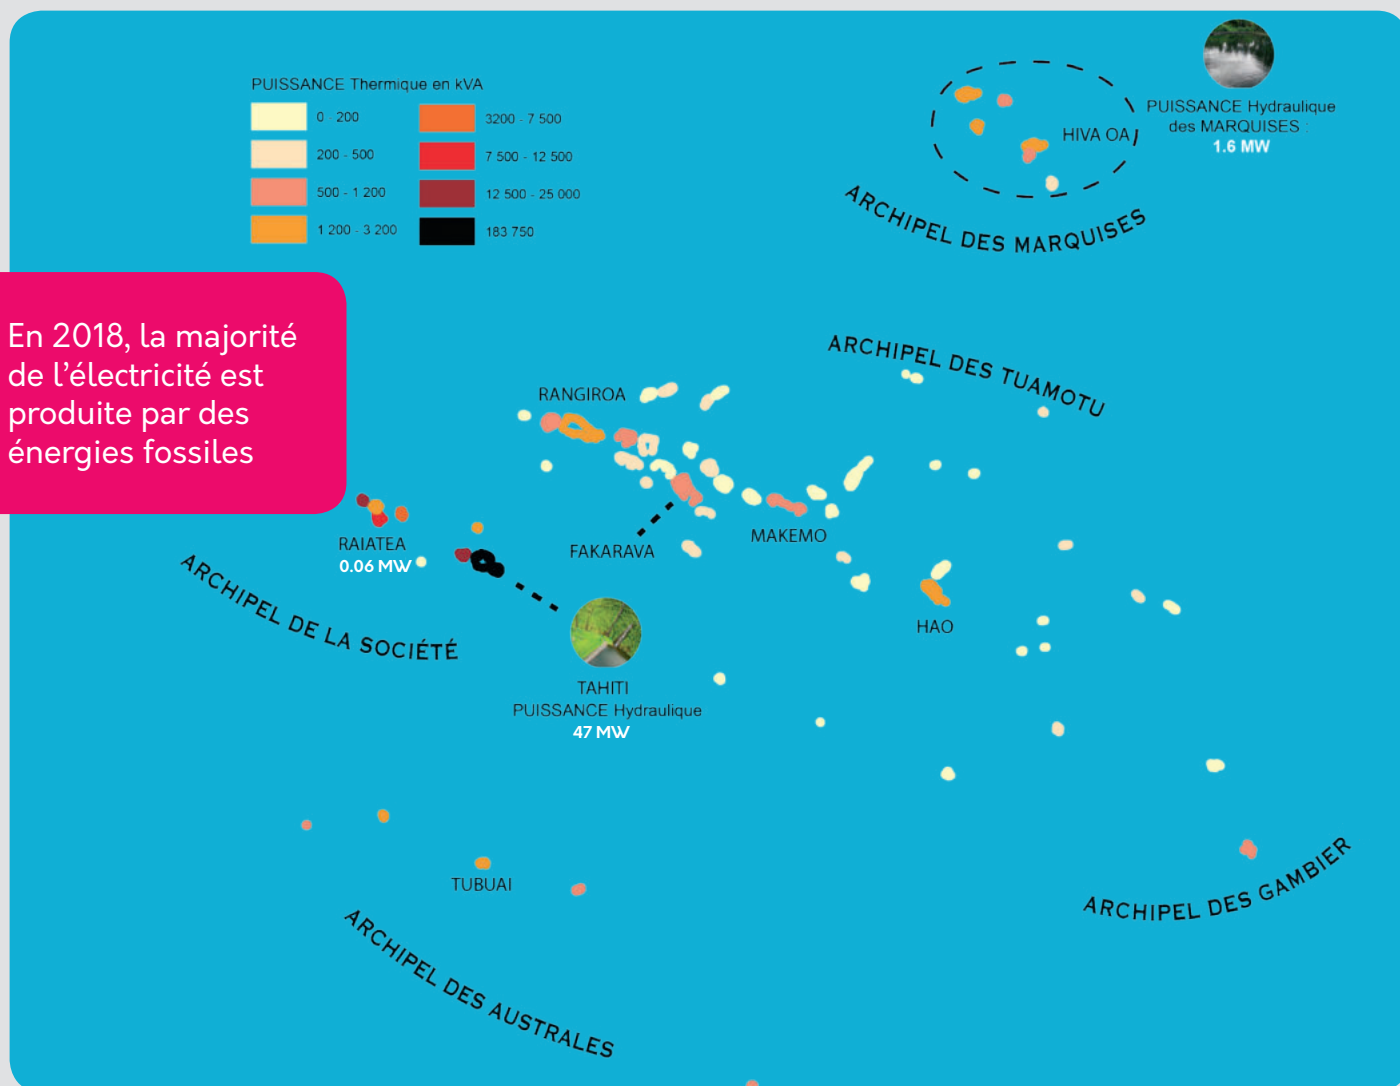 PUISSANCE Thermique en kVA
0 - 200
200 - 500
500 - 1 200
1 200 - 3 200
3200 - 7 500
7 500 - 12 500
12 500 - 25 000
183 750
PUISSANCE Hydraulique
des MARQUISES :
1.6 MW
HIVA OA
ARCHIPEL DES MARQUISES
En 2018, la majorité
de l'électricité est
produite par des
énergies fossiles
ARCHIPEL DES TUAMOTU
RANGIROA
RAIATEA
0.06 MW
FAKARAVA
MAKEMO
HAO
ARCHIPEL DE LA SOCIÉTÉ
TAHITI
PUISSANCE Hydraulique
47 MW
TUBUAI
ARCHIPEL DES GAMBIER
ARCHIPEL DES AUSTRALES